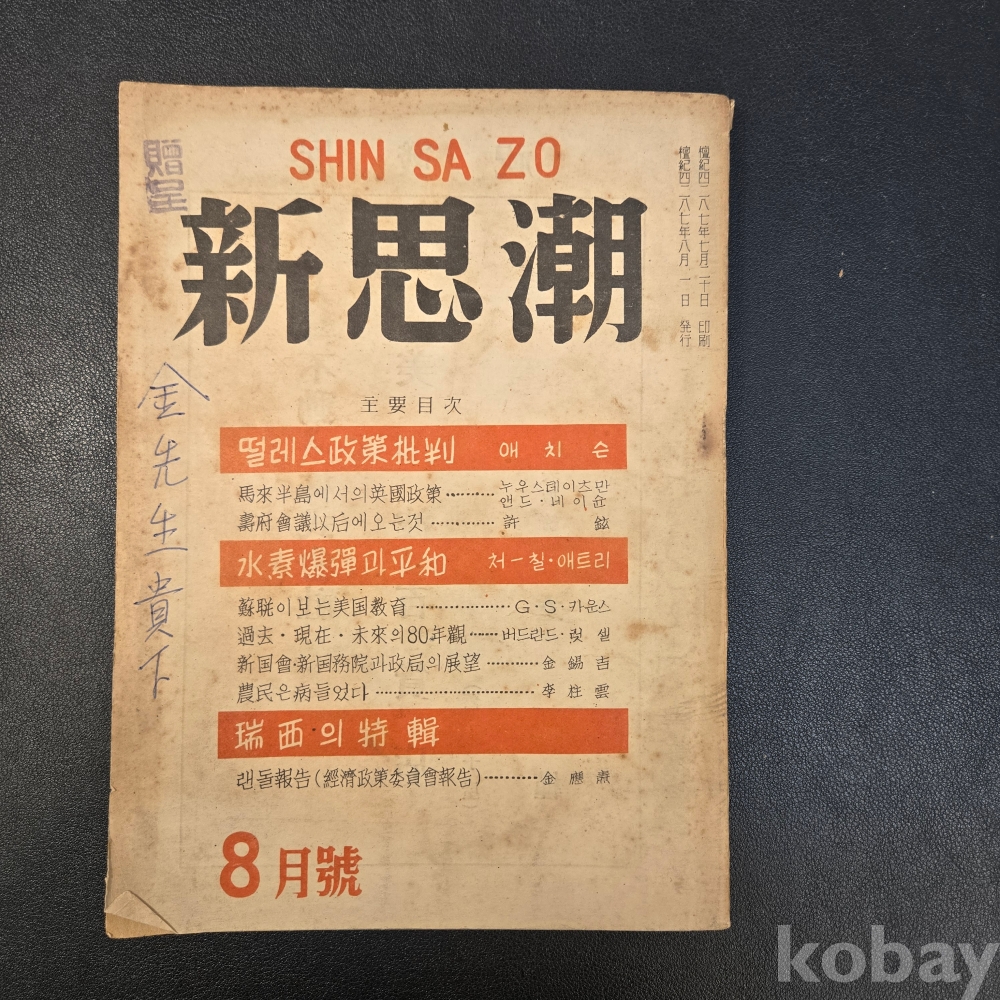 SHIN SA ZO
贈呈
新思潮
檀紀四二八七年七月二十日 印刷
檀紀四二八七年八月一日 発行
金先生貴下
主要目次
떨레스政策批判 애치슨
馬來半島에서의英國政策 ········ 누우스테이츠만 앤드·네이슌
壽府會議以后에오는것 ············ 許鉉
水素爆彈과平和 처—칠·애트리
蘇聯이보는美国教育 ·················· G·S·카운스
過去·現在·未來의80年觀 ······ 버드란드·럿셀
新国會·新国務院과政局의展望 ·········· 金錫吉
農民은病들었다 ······························ 李柱雲
瑞西의特輯
랜돌報告(經濟政策委員會報告) ·········· 金應
8月號
kobay